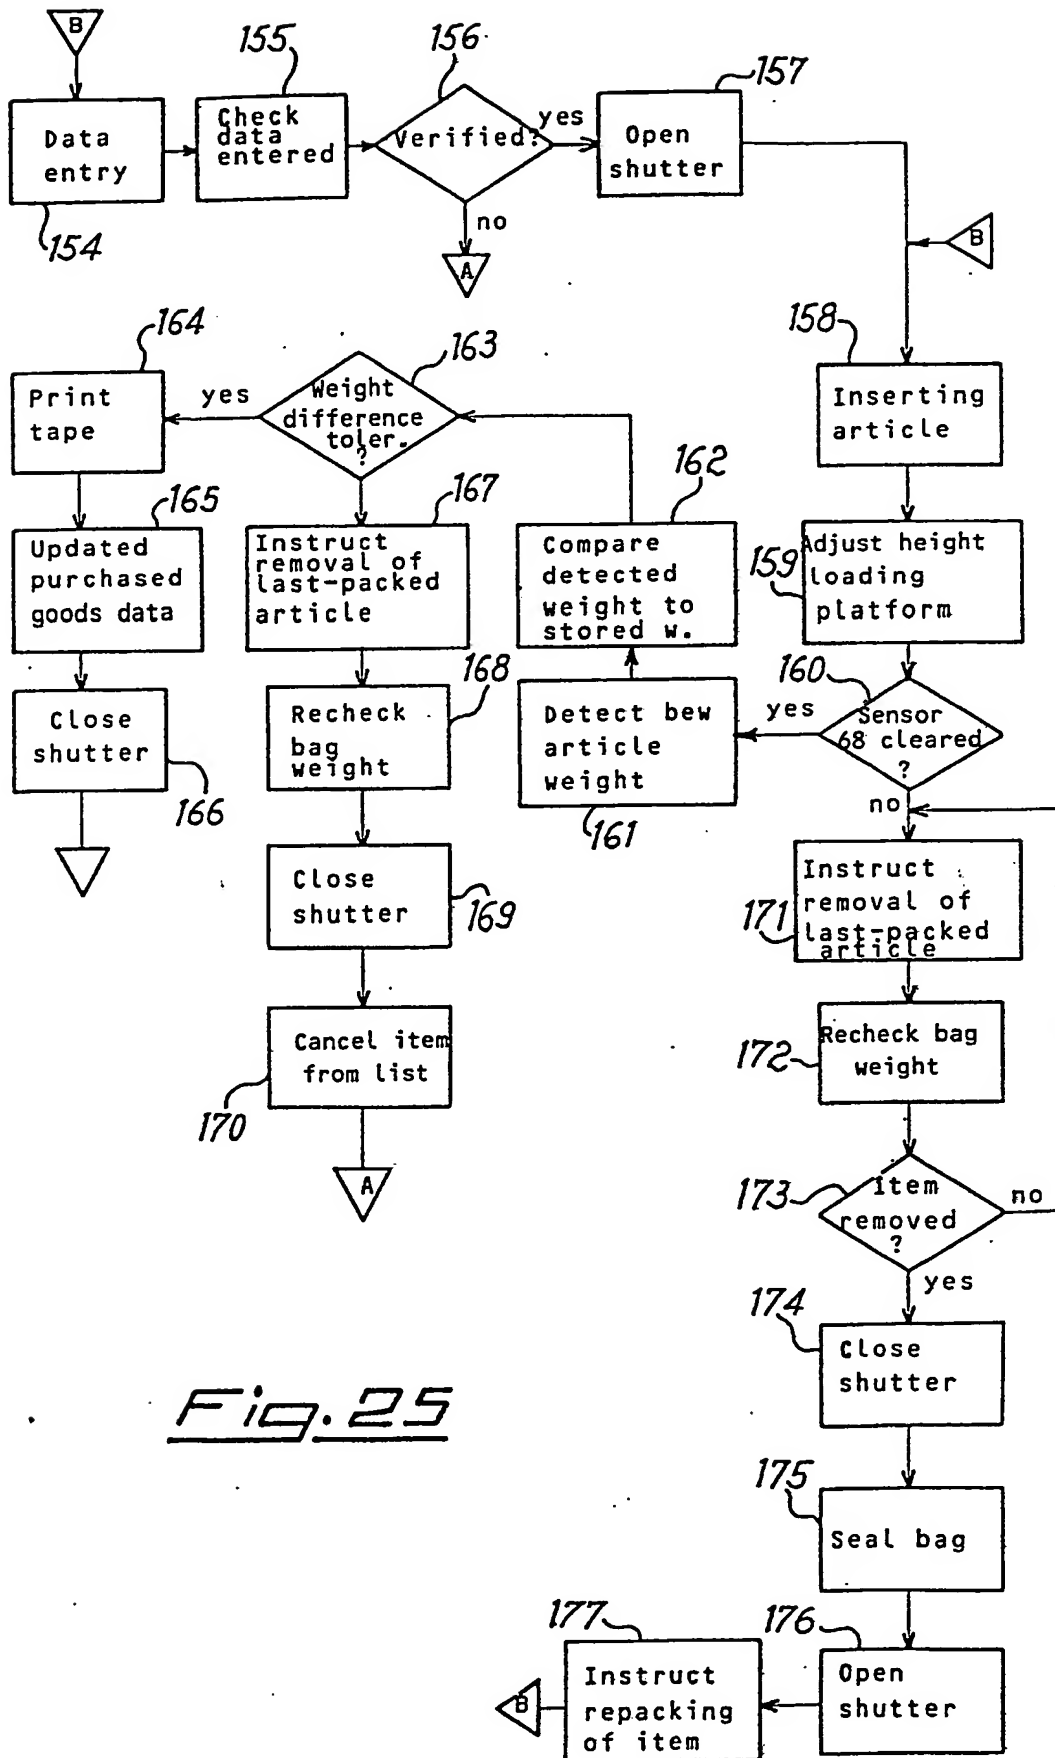 B
155
156
157
Data
entry
Check
data
entered
Verified?
yes
Open
shutter
154
no
A
B
164
163
158
Print
tape
yes
Weight
difference
toler.
?
Inserting
article
165
167
162
Updated
purchased
goods data
Instruct
removal of
last-packed
article
Compare
detected
weight to
stored w.
159
Adjust height
loading
platform
168
160
Close
shutter
Recheck
bag
weight
Detect bew
article
weight
yes
Sensor
68 cleared
?
166
161
no
Close
shutter
169
171
Instruct
removal of
last-packed
article
Cancel item
from list
170
172
Recheck bag
weight
A
173
Item
removed
?
no
yes
174
Close
shutter
Fig. 25
175
Seal bag
177
176
B
Instruct
repacking
of item
Open
shutter